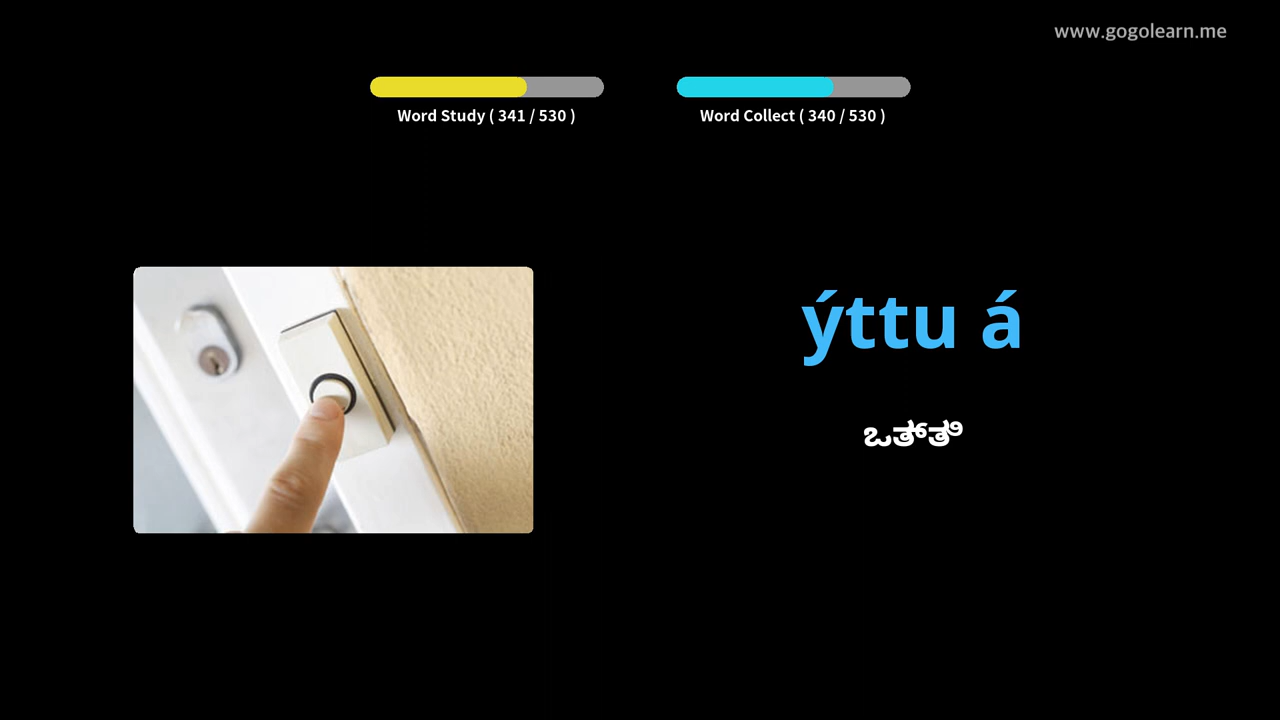 www.gogolearn.me
Word Study ( 341 / 530 )
Word Collect ( 340 / 530 )
ýttu á
ಒತ್‌ತಿ